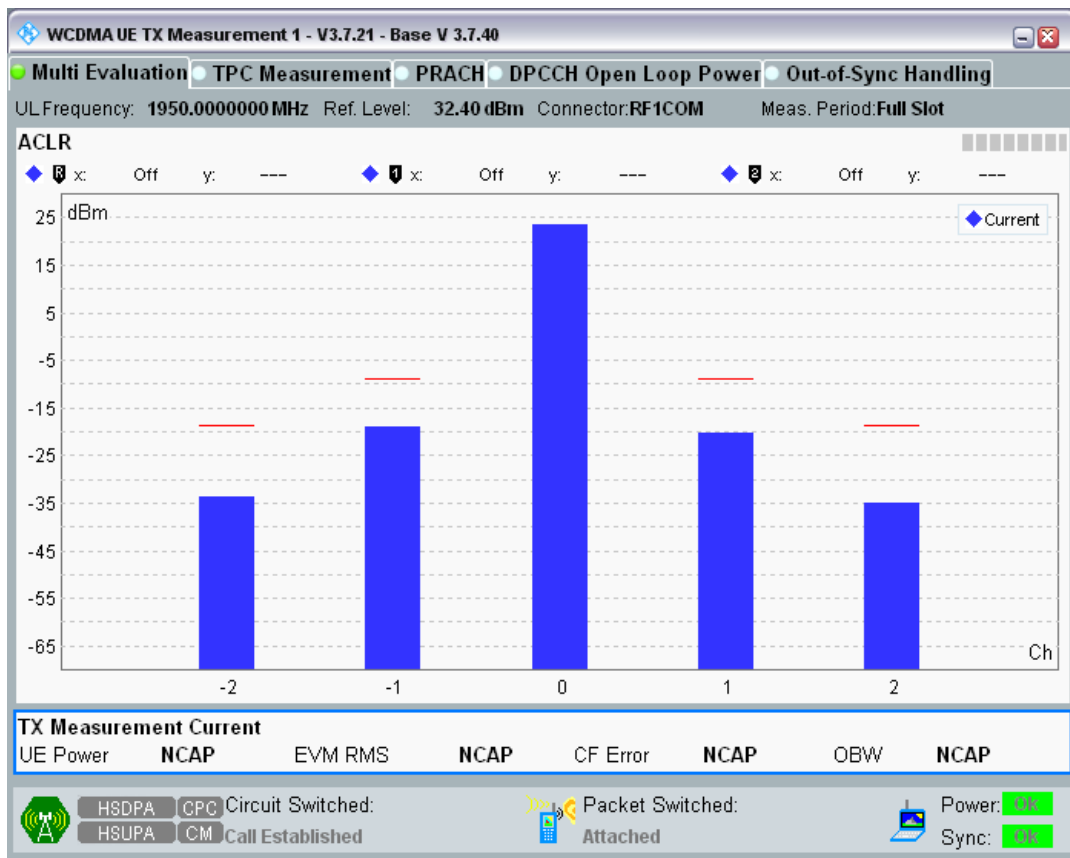 WCDMA UE TX Measurement 1 - V3.7.21 - Base V 3.7.40
Multi Evaluation TPC Measurement PRACH DPCCH Open Loop Power Out-of-Sync Handling
UL Frequency: 1950.0000000 MHz Ref. Level: 32.40 dBm Connector:RF1COM Meas. Period:Full Slot
ACLR
R x: Off y: --- 1 x: Off y: --- 2 x: Off y: ---
dBm
Current
25
15
5
-5
-15
-25
-35
-45
-55
-65
Ch
-2 -1 0 1 2
TX Measurement Current
UE Power NCAP EVM RMS NCAP CF Error NCAP OBW NCAP
HSDPA CPC Circuit Switched: Packet Switched: Power: Ok
HSUPA CM Call Established Attached Sync: Ok